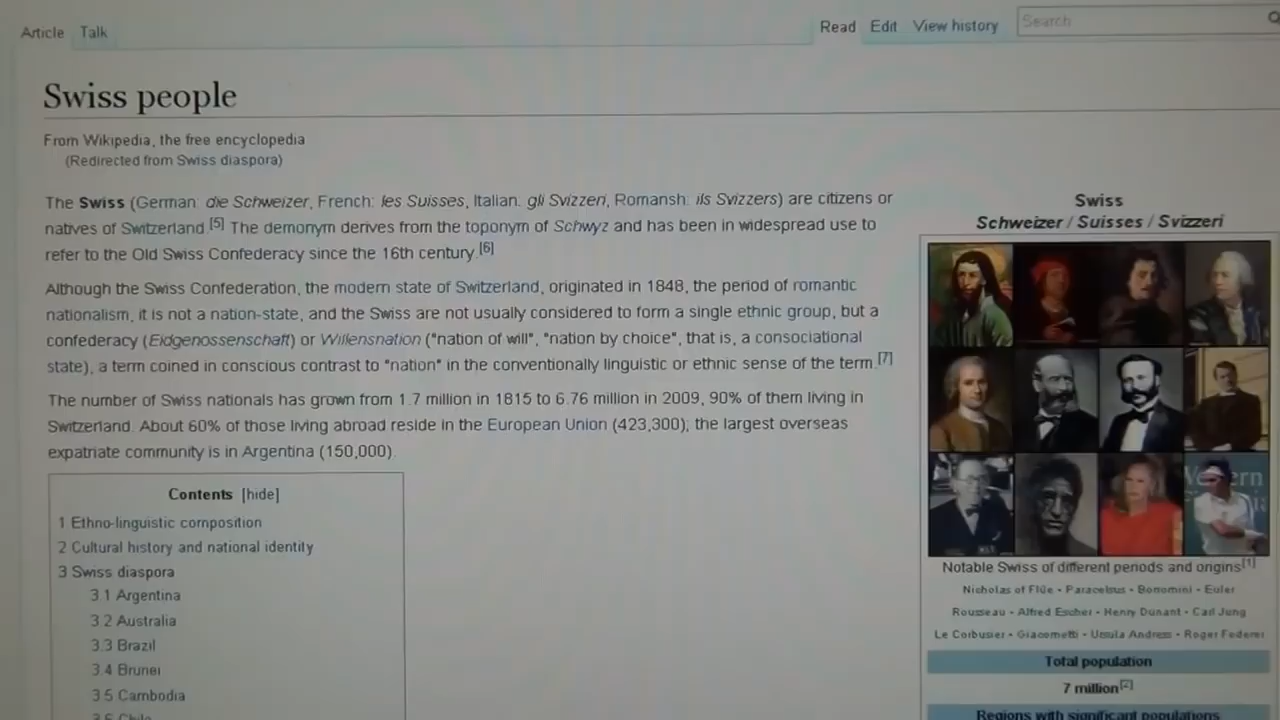 Article Talk
Read Edit View history Search
Swiss people
From Wikipedia, the free encyclopedia
(Redirected from Swiss diaspora)
The Swiss (German: die Schweizer, French: les Suisses, Italian: gli Svizzeri, Romansh: ils Svizzers) are citizens or
natives of Switzerland.[5] The demonym derives from the toponym of Schwyz and has been in widespread use to
refer to the Old Swiss Confederacy since the 16th century.[6]
Although the Swiss Confederation, the modern state of Switzerland, originated in 1848, the period of romantic
nationalism, it is not a nation-state, and the Swiss are not usually considered to form a single ethnic group, but a
confederacy (Eidgenossenschaft) or Willensnation ("nation of will", "nation by choice", that is, a consociational
state), a term coined in conscious contrast to "nation" in the conventionally linguistic or ethnic sense of the term.[7]
The number of Swiss nationals has grown from 1.7 million in 1815 to 6.76 million in 2009, 90% of them living in
Switzerland. About 60% of those living abroad reside in the European Union (423,300), the largest overseas
expatriate community is in Argentina (150,000).
Contents [hide]
1 Ethno-linguistic composition
2 Cultural history and national identity
3 Swiss diaspora
3.1 Argentina
3.2 Australia
3.3 Brazil
3.4 Brunei
3.5 Cambodia
3.6 Chile
Swiss
Schweizer / Suisses / Svizzeri
Notable Swiss of different periods and origins[1]
Nicholas of Flüe • Paracelsus • Bonomini • Euler
Rousseau • Alfred Escher • Henry Dunant • Carl Jung
Le Corbusier • Giacometti • Ursula Andress • Roger Federer
Total population
7 million[2]
Regions with significant populations